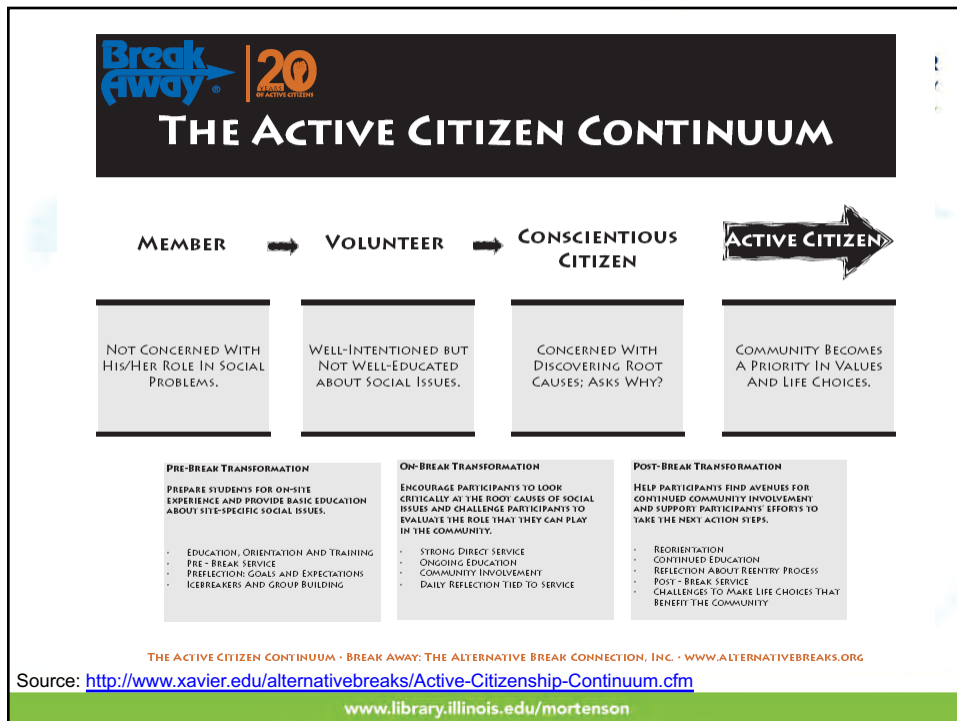 Break
Away®
20
YEARS
OF ACTIVE CITIZENS
THE ACTIVE CITIZEN CONTINUUM
MEMBER
VOLUNTEER
CONSCIENTIOUS
CITIZEN
ACTIVE CITIZEN
NOT CONCERNED WITH
HIS/HER ROLE IN SOCIAL
PROBLEMS.
WELL-INTENTIONED BUT
NOT WELL-EDUCATED
ABOUT SOCIAL ISSUES.
CONCERNED WITH
DISCOVERING ROOT
CAUSES; ASKS WHY?
COMMUNITY BECOMES
A PRIORITY IN VALUES
AND LIFE CHOICES.
PRE-BREAK TRANSFORMATION
PREPARE STUDENTS FOR ON-SITE
EXPERIENCE AND PROVIDE BASIC EDUCATION
ABOUT SITE-SPECIFIC SOCIAL ISSUES.
· EDUCATION, ORIENTATION AND TRAINING
· PRE - BREAK SERVICE
· PREFLECTION: GOALS AND EXPECTATIONS
· ICEBREAKERS AND GROUP BUILDING
ON-BREAK TRANSFORMATION
ENCOURAGE PARTICIPANTS TO LOOK
CRITICALLY AT THE ROOT CAUSES OF SOCIAL
ISSUES AND CHALLENGE PARTICIPANTS TO
EVALUATE THE ROLE THAT THEY CAN PLAY
IN THE COMMUNITY.
· STRONG DIRECT SERVICE
· ONGOING EDUCATION
· COMMUNITY INVOLVEMENT
· DAILY REFLECTION TIED TO SERVICE
POST-BREAK TRANSFORMATION
HELP PARTICIPANTS FIND AVENUES FOR
CONTINUED COMMUNITY INVOLVEMENT
AND SUPPORT PARTICIPANTS' EFFORTS TO
TAKE THE NEXT ACTION STEPS.
· REORIENTATION
· CONTINUED EDUCATION
· REFLECTION ABOUT REENTRY PROCESS
· POST - BREAK SERVICE
· CHALLENGES TO MAKE LIFE CHOICES THAT
BENEFIT THE COMMUNITY
THE ACTIVE CITIZEN CONTINUUM · BREAK AWAY: THE ALTERNATIVE BREAK CONNECTION, INC. · WWW.ALTERNATIVEBREAKS.ORG
Source: http://www.xavier.edu/alternativebreaks/Active-Citizenship-Continuum.cfm
www.library.illinois.edu/mortenson